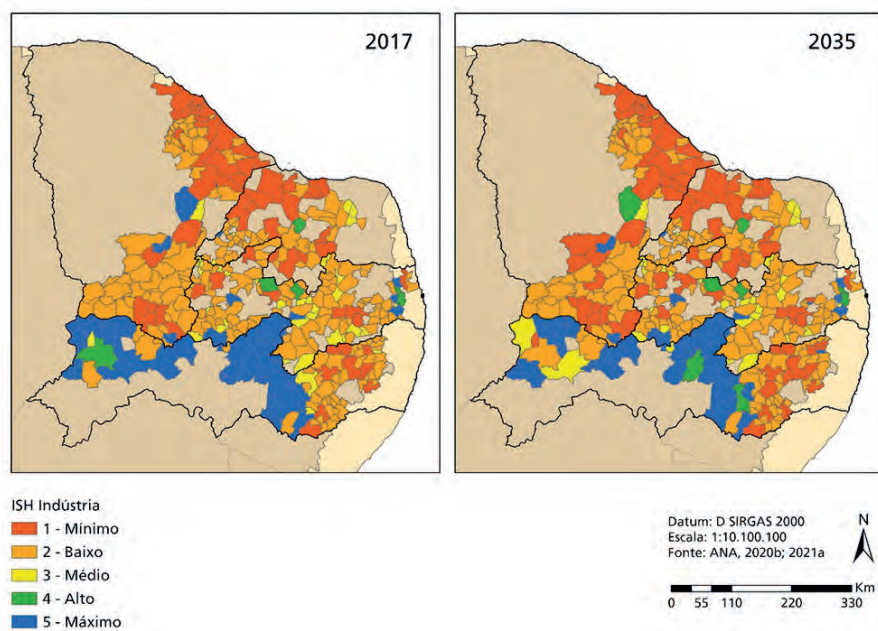 2017
2035
ISH Indústria
1 - Mínimo
2 - Baixo
3 - Médio
4 - Alto
5 - Máximo
Datum: D SIRGAS 2000
Escala: 1:10.100.100
Fonte: ANA, 2020b; 2021a
N
Km
0 55 110 220 330